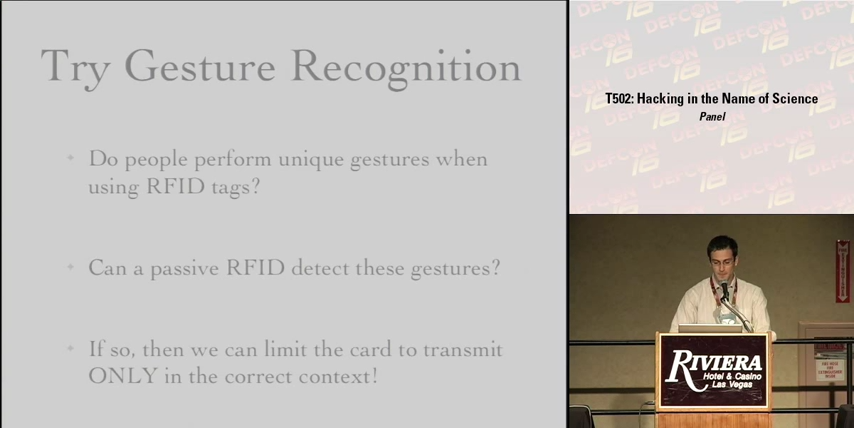 Try Gesture Recognition
Do people perform unique gestures when
using RFID tags?
Can a passive RFID detect these gestures?
If so, then we can limit the card to transmit
ONLY in the correct context!
DEFCON 16
T502: Hacking in the Name of Science
Panel
RIVIERA
Hotel & Casino
Las Vegas